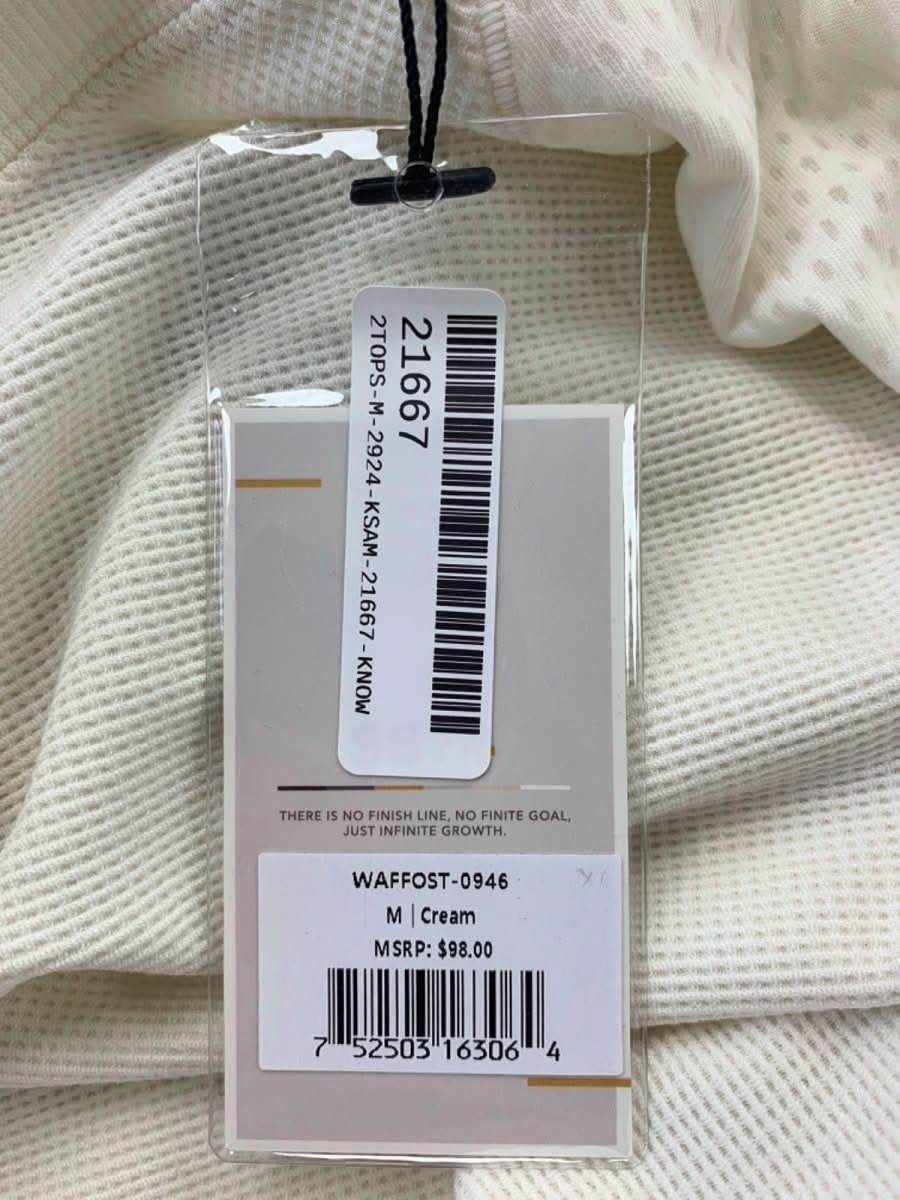 21667
2TOPS-M-2924-KSAM-21667-KNOW
THERE IS NO FINISH LINE, NO FINITE GOAL,
JUST INFINITE GROWTH.
WAFFOST-0946
M | Cream
MSRP: $98.00
7 52503 16306 4